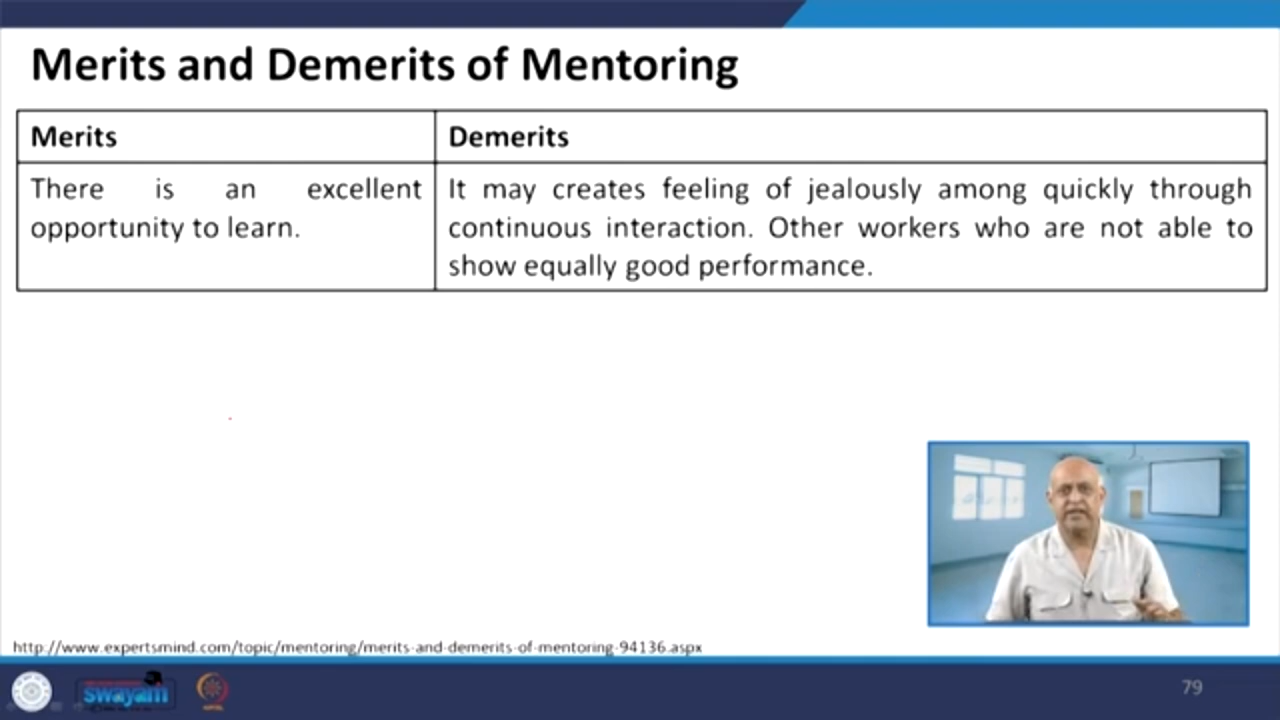 Merits and Demerits of Mentoring
Merits
Demerits
There is an excellent
opportunity to learn.
It may creates feeling of jealously among quickly through
continuous interaction. Other workers who are not able to
show equally good performance.
http://www.expertsmind.com/topic/mentoring/merits-and-demerits-of-mentoring-94136.aspx
swayam
79